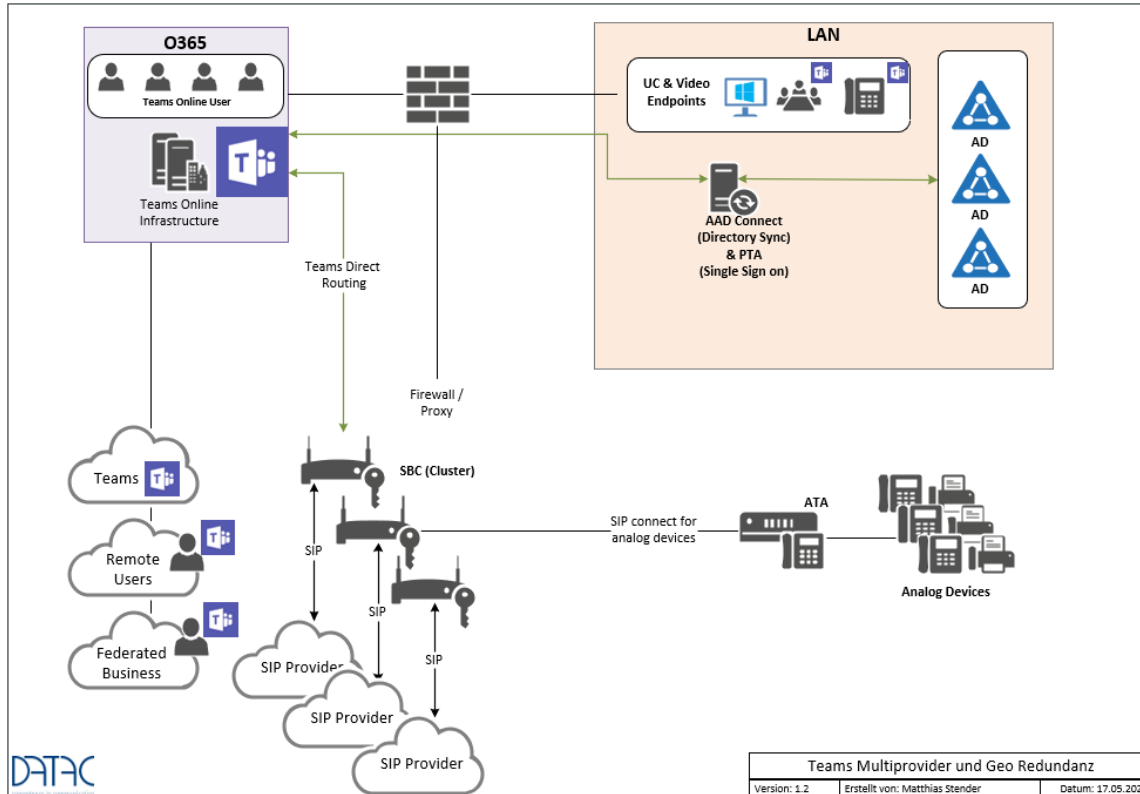 O365
Teams Online User
Teams Online
Infrastructure
LAN
UC & Video
Endpoints
AD
AD
AD
AAD Connect
(Directory Sync)
& PTA
(Single Sign on)
Teams Direct
Routing
Firewall /
Proxy
Teams
Remote
Users
Federated
Business
SBC (Cluster)
SIP
SIP
SIP
SIP Provider
SIP Provider
SIP Provider
SIP connect for
analog devices
ATA
Analog Devices
DATAC
Teams Multiprovider und Geo Redundanz
Version: 1.2
Erstellt von: Matthias Stender
Datum: 17.05.202